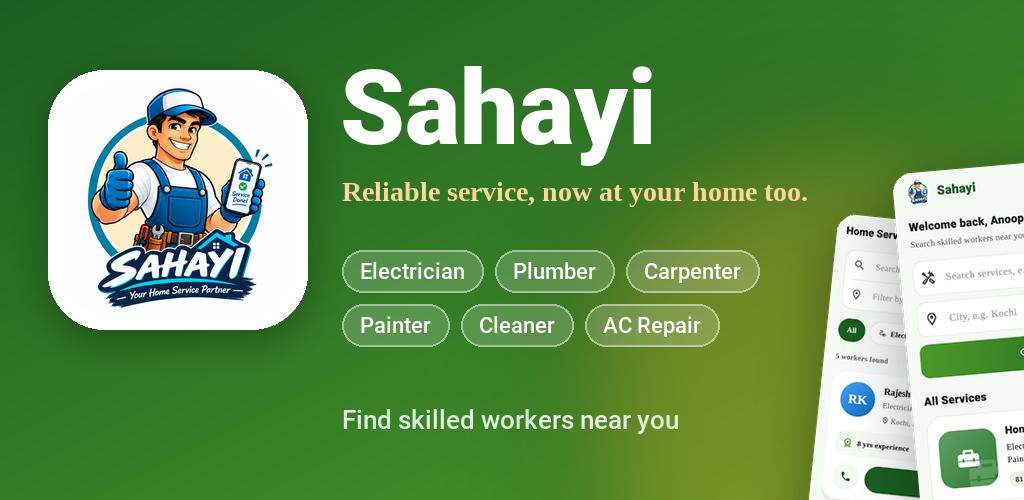 Sahayi
Reliable service, now at your home too.
Electrician
Plumber
Carpenter
Painter
Cleaner
AC Repair
Find skilled workers near you
Service
Done!
SAHAYI
Your Home Service Partner
Home
Search
Filter by
All
5 workers found
RK
Rajesh
Kochi,
8 yrs experience
Sahayi
Welcome back, Anoop
Search skilled workers near you
Search services, e.
City, e.g. Kochi
All Services
81